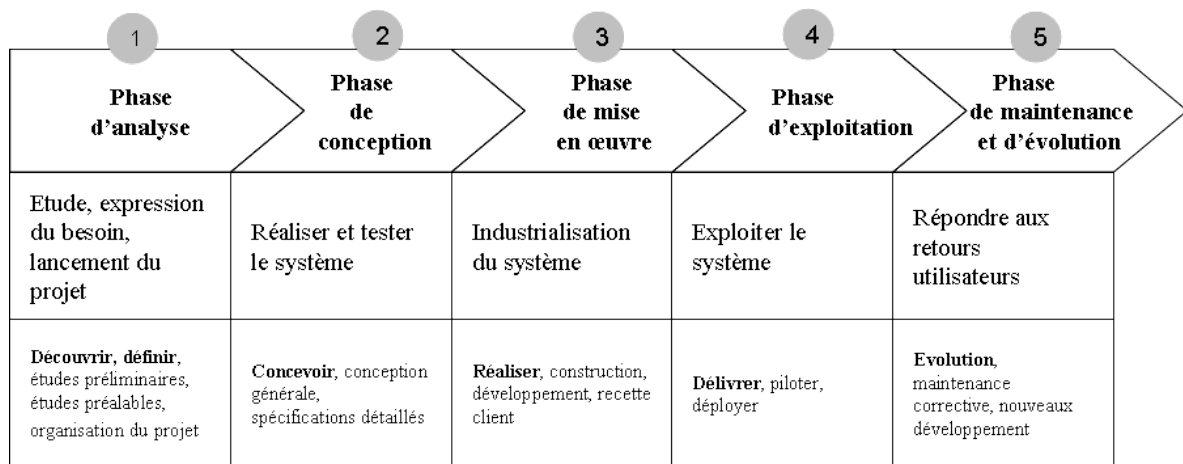 1
2
3
4
5
Phase
d’analyse
Phase
de
conception
Phase
de mise
en œuvre
Phase
d’exploitation
Phase
de maintenance
et d’évolution
Etude, expression
du besoin,
lancement du
projet
Réaliser et tester
le système
Industrialisation
du système
Exploiter le
système
Répondre aux
retours
utilisateurs
Découvrir, définir,
études préliminaires,
études préalables,
organisation du projet
Concevoir, conception
générale,
spécifications détaillés
Réaliser, construction,
développement, recette
client
Délivrer, piloter,
déployer
Evolution,
maintenance
corrective, nouveaux
développement